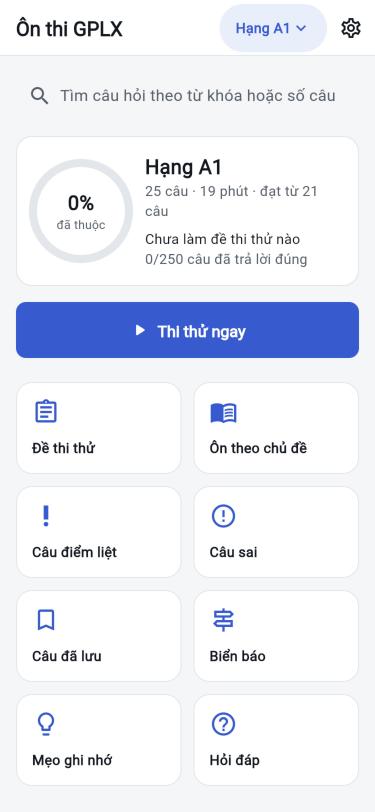 Ôn thi GPLX
Hạng A1
Tìm câu hỏi theo từ khóa hoặc số câu
0%
đã thuộc
Hạng A1
25 câu · 19 phút · đạt từ 21
câu
Chưa làm đề thi thử nào
0/250 câu đã trả lời đúng
Thi thử ngay
Đề thi thử
Ôn theo chủ đề
Câu điểm liệt
Câu sai
Câu đã lưu
Biển báo
Mẹo ghi nhớ
Hỏi đáp